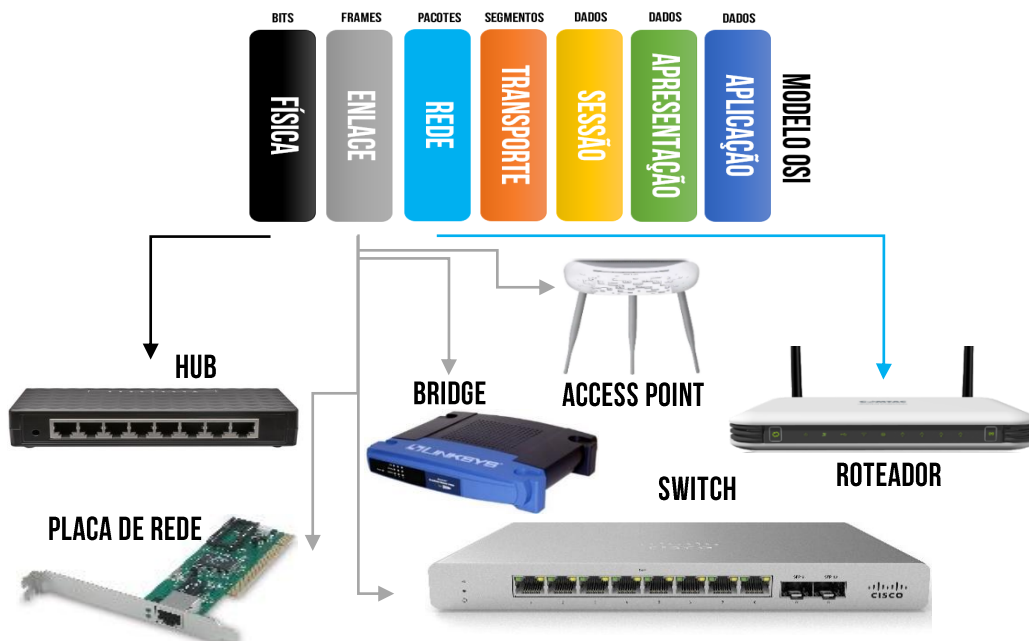 BITS
FRAMES
PACOTES
SEGMENTOS
DADOS
DADOS
DADOS
FÍSICA
ENLACE
REDE
TRANSPORTE
SESSÃO
APRESENTAÇÃO
APLICAÇÃO
MODELO OSI
HUB
BRIDGE
ACCESS POINT
LINKSYS
ROTEADOR
SWITCH
PLACA DE REDE
CISCO